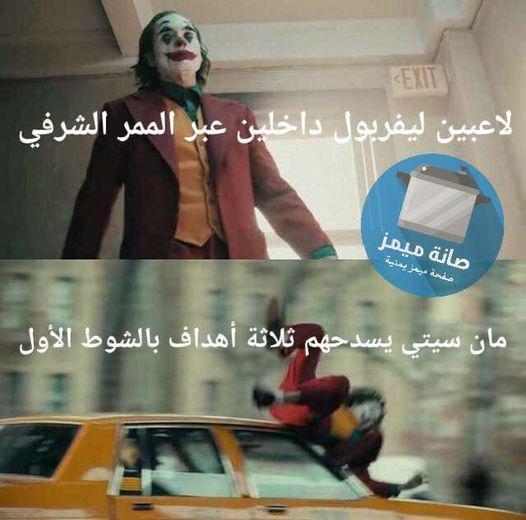 <EXIT
لاعبين ليفربول داخلين عبر الممر الشرفي
صانة ميمز
صفحة ميمز يمنية
مان سيتي يسدحهم ثلاثة أهداف بالشوط الأول